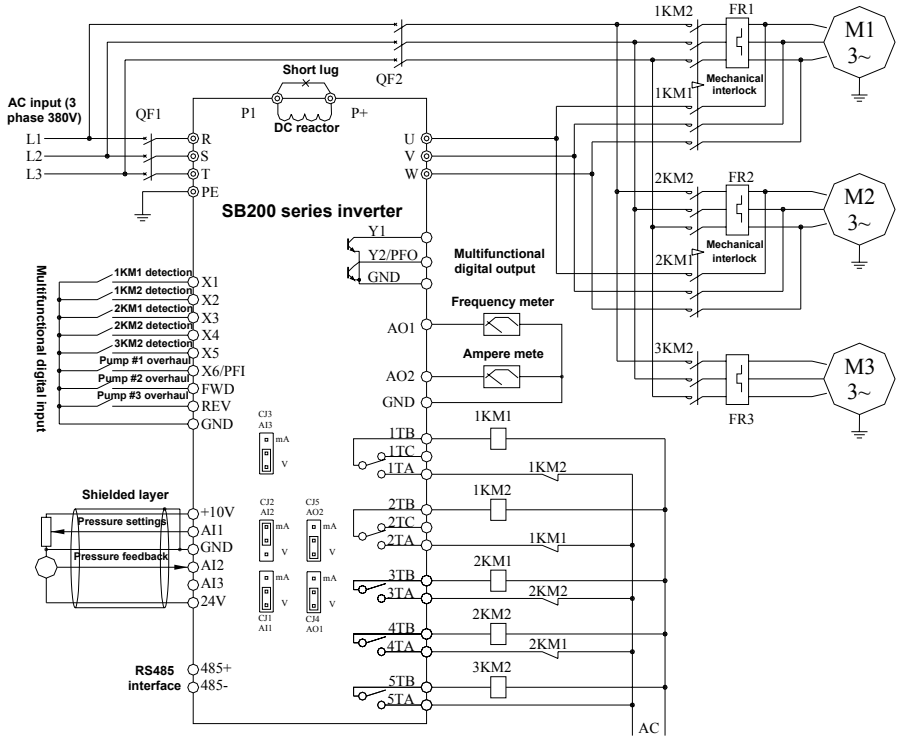 1KM2
FR1
M1
3~
QF2
Mechanical
interlock
1KM1
Short lug
P1
P+
DC reactor
AC input (3
phase 380V)
QF1
L1
R
L2
S
L3
T
PE
U
V
W
SB200 series inverter
2KM2
FR2
M2
3~
Mechanical
interlock
2KM1
Y1
Y2/PFO
GND
Multifunctional
digital output
Frequency meter
AO1
Ampere mete
AO2
GND
3KM2
FR3
M3
3~
Multifunctional digital input
1KM1 detection
X1
1KM2 detection
X2
2KM1 detection
X3
2KM2 detection
X4
3KM2 detection
X5
Pump #1 overhaul
X6/PFI
Pump #2 overhaul
FWD
Pump #3 overhaul
REV
GND
CJ3
AI3
mA
V
1TB
1KM1
1TC
1TA
1KM2
2TB
1KM2
2TC
2TA
1KM1
3TB
2KM1
3TA
2KM2
4TB
2KM2
4TA
2KM1
5TB
3KM2
5TA
AC
Shielded layer
+10V
Pressure settings
AI1
GND
Pressure feedback
AI2
AI3
24V
CJ2
AI2
mA
V
CJ5
AO2
mA
V
mA
V
CJ1
AI1
mA
V
CJ4
AO1
RS485
interface
485+
485-